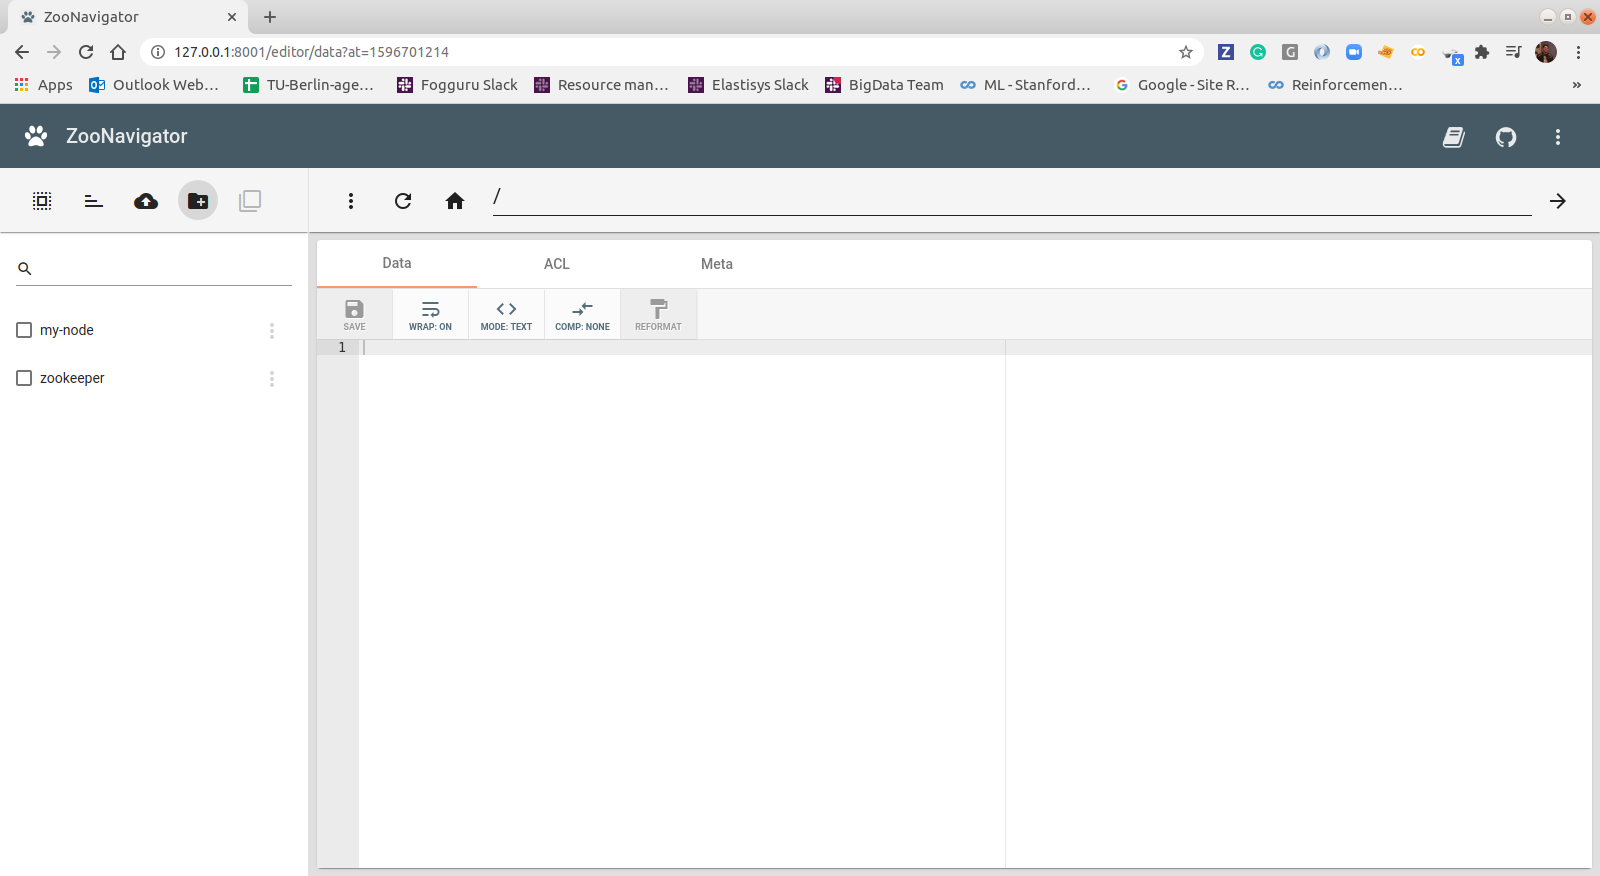 ZooNavigator
127.0.0.1:8001/editor/data?at=1596701214
Apps Outlook Web... TU-Berlin-age... Fogguru Slack Resource man... Elastisys Slack BigData Team ML - Stanford... Google - Site R... Reinforcemen... »
ZooNavigator
/
Data ACL Meta
SAVE WRAP: ON MODE: TEXT COMP: NONE REFORMAT
1
my-node
zookeeper